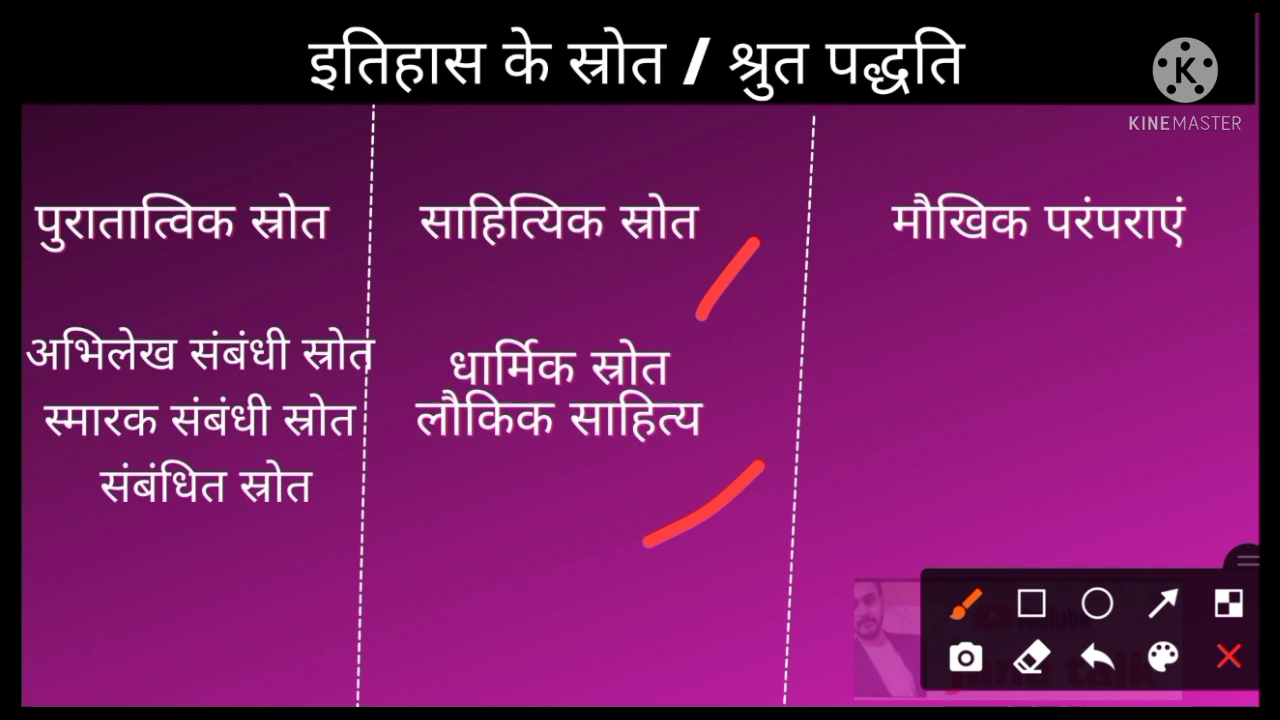 इतिहास के स्रोत / श्रुत पद्धति
KINEMASTER
पुरातात्विक स्रोत
अभिलेख संबंधी स्रोत
स्मारक संबंधी स्रोत
संबंधित स्रोत
साहित्यिक स्रोत
धार्मिक स्रोत
लौकिक साहित्य
मौखिक परंपराएं